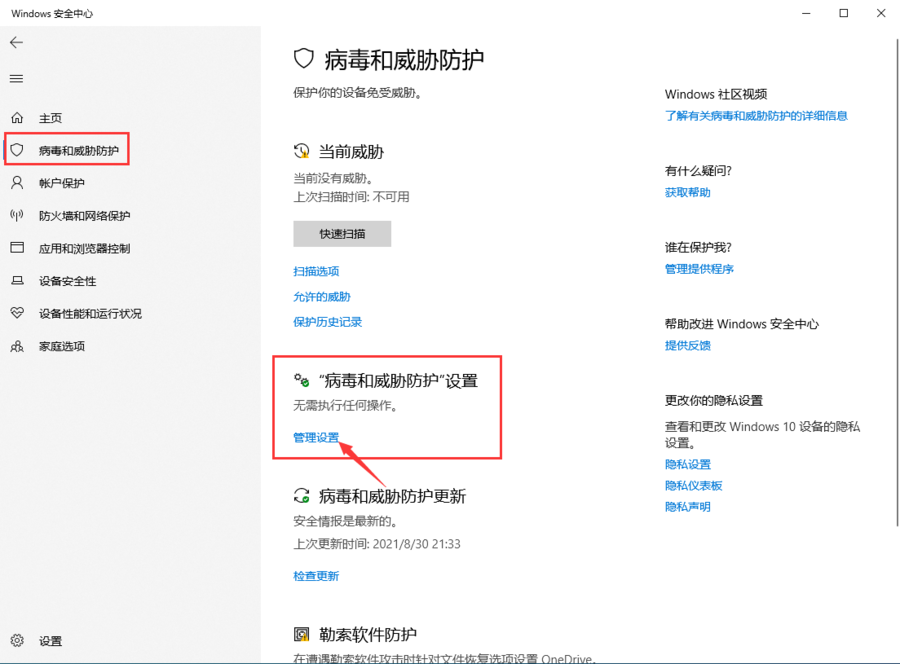 Windows 安全中心
主页
病毒和威胁防护
帐户保护
防火墙和网络保护
应用和浏览器控制
设备安全性
设备性能和运行状况
家庭选项
设置
病毒和威胁防护
保护你的设备免受威胁。
当前威胁
当前没有威胁。
上次扫描时间: 不可用
快速扫描
扫描选项
允许的威胁
保护历史记录
“病毒和威胁防护”设置
无需执行任何操作。
管理设置
病毒和威胁防护更新
安全情报是最新的。
上次更新时间: 2021/8/30 21:33
检查更新
勒索软件防护
在遭遇勒索软件攻击时针对文件恢复选项设置 OneDrive。
Windows 社区视频
了解有关病毒和威胁防护的详细信息
有什么疑问?
获取帮助
谁在保护我?
管理提供程序
帮助改进 Windows 安全中心
提供反馈
更改你的隐私设置
查看和更改 Windows 10 设备的隐私
设置。
隐私设置
隐私仪表板
隐私声明